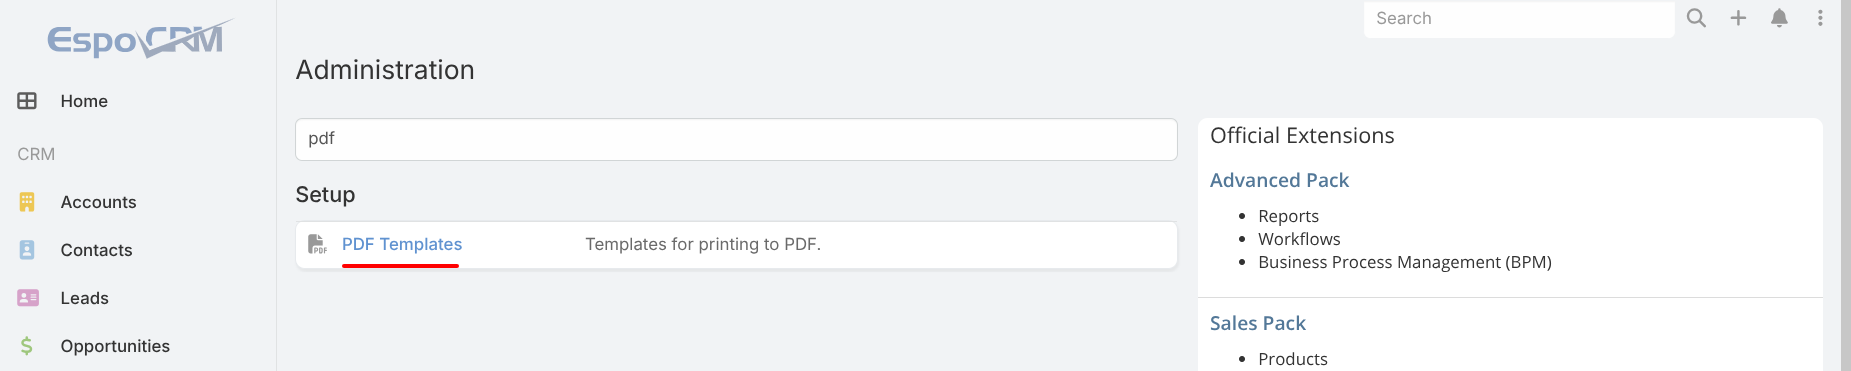 EspoCRM
Search
Home
CRM
Accounts
Contacts
Leads
Opportunities
Administration
pdf
Setup
PDF
PDF Templates
Templates for printing to PDF.
Official Extensions
Advanced Pack
Reports
Workflows
Business Process Management (BPM)
Sales Pack
Products